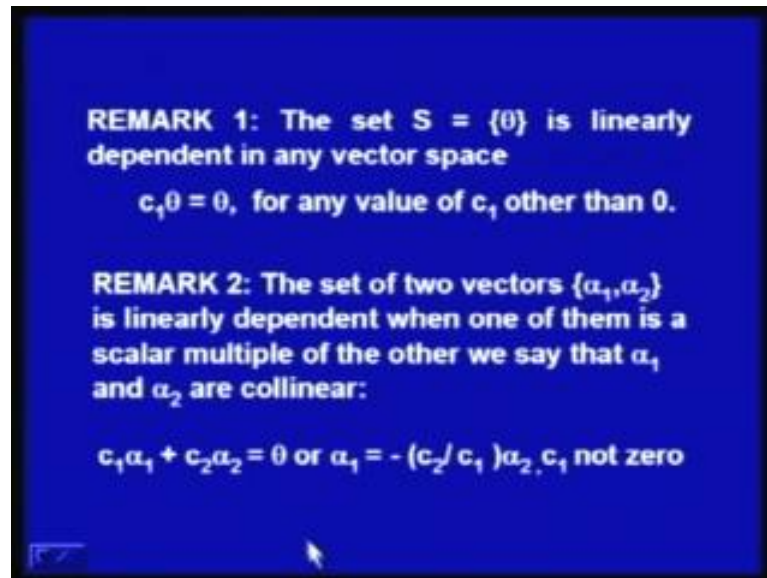 REMARK 1: The set S = {θ} is linearly
dependent in any vector space
c₁θ = θ, for any value of c₁ other than 0.
REMARK 2: The set of two vectors {α₁,α₂}
is linearly dependent when one of them is a
scalar multiple of the other we say that α₁
and α₂ are collinear:
c₁α₁ + c₂α₂ = θ or α₁ = - (c₂/ c₁ )α₂ , c₁ not zero